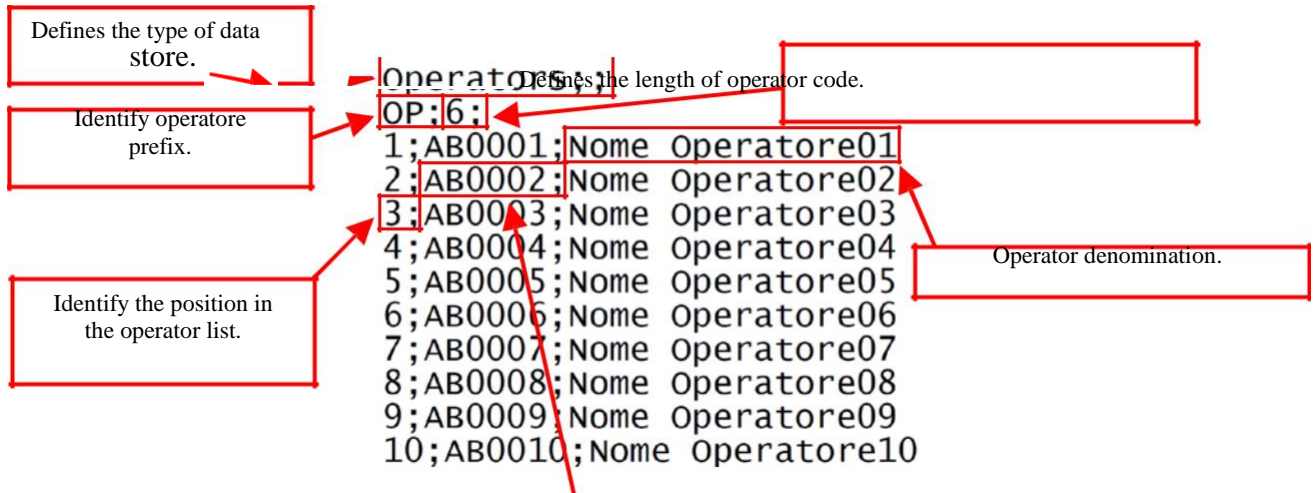 Defines the type of data
store.
Operators;;
Defines the length of operator code.
Identify operatore
prefix.
OP;6;
1;AB0001;Nome Operatore01
2;AB0002;Nome Operatore02
3;AB0003;Nome Operatore03
4;AB0004;Nome Operatore04
5;AB0005;Nome Operatore05
6;AB0006;Nome Operatore06
7;AB0007;Nome Operatore07
8;AB0008;Nome Operatore08
9;AB0009;Nome Operatore09
10;AB0010;Nome Operatore10
Operator denomination.
Identify the position in
the operator list.